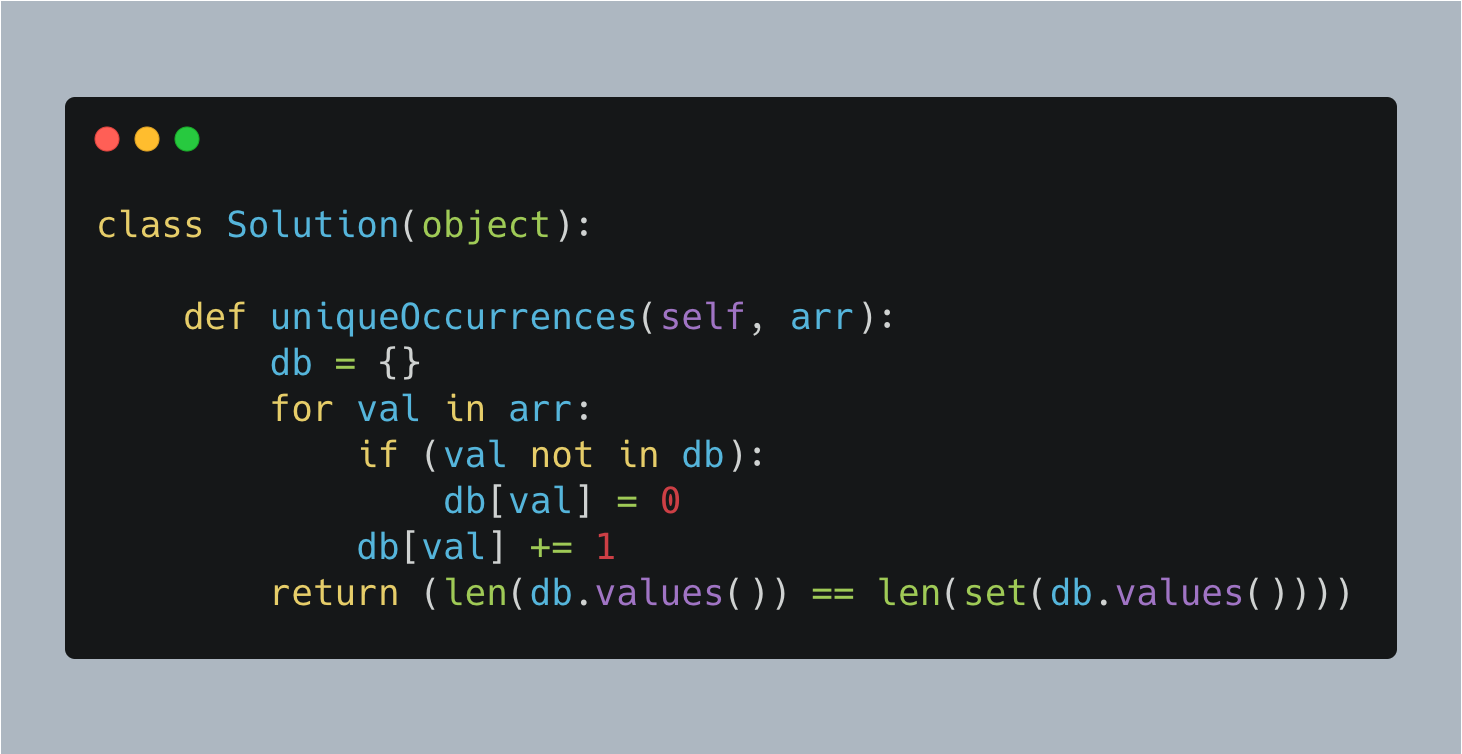 class Solution(object):
    def uniqueOccurrences(self, arr):
        db = {}
        for val in arr:
            if (val not in db):
                db[val] = 0
            db[val] += 1
        return (len(db.values()) == len(set(db.values())))